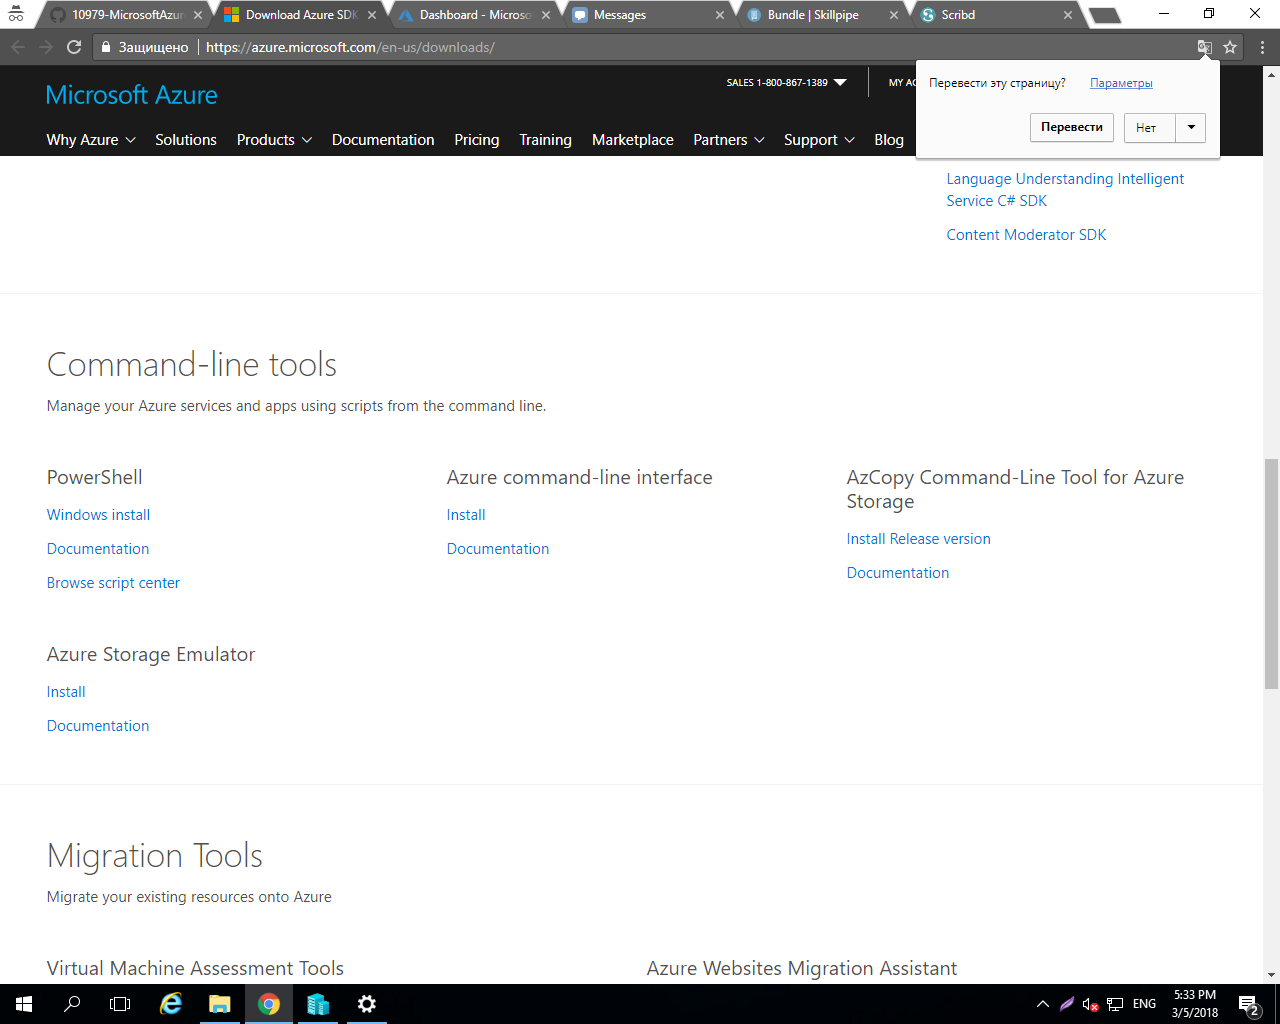 10979-MicrosoftAzur
Download Azure SDK
Dashboard - Microso
Messages
Bundle | Skillpipe
Scribd
Защищено
https://azure.microsoft.com/en-us/downloads/
Microsoft Azure
SALES 1-800-867-1389
MY AC
Перевести эту страницу?
Параметры
Перевести
Нет
Why Azure
Solutions
Products
Documentation
Pricing
Training
Marketplace
Partners
Support
Blog
Language Understanding Intelligent
Service C# SDK
Content Moderator SDK
Command-line tools
Manage your Azure services and apps using scripts from the command line.
PowerShell
Windows install
Documentation
Browse script center
Azure command-line interface
Install
Documentation
AzCopy Command-Line Tool for Azure
Storage
Install Release version
Documentation
Azure Storage Emulator
Install
Documentation
Migration Tools
Migrate your existing resources onto Azure
Virtual Machine Assessment Tools
Azure Websites Migration Assistant
ENG
5:33 PM
3/5/2018
2